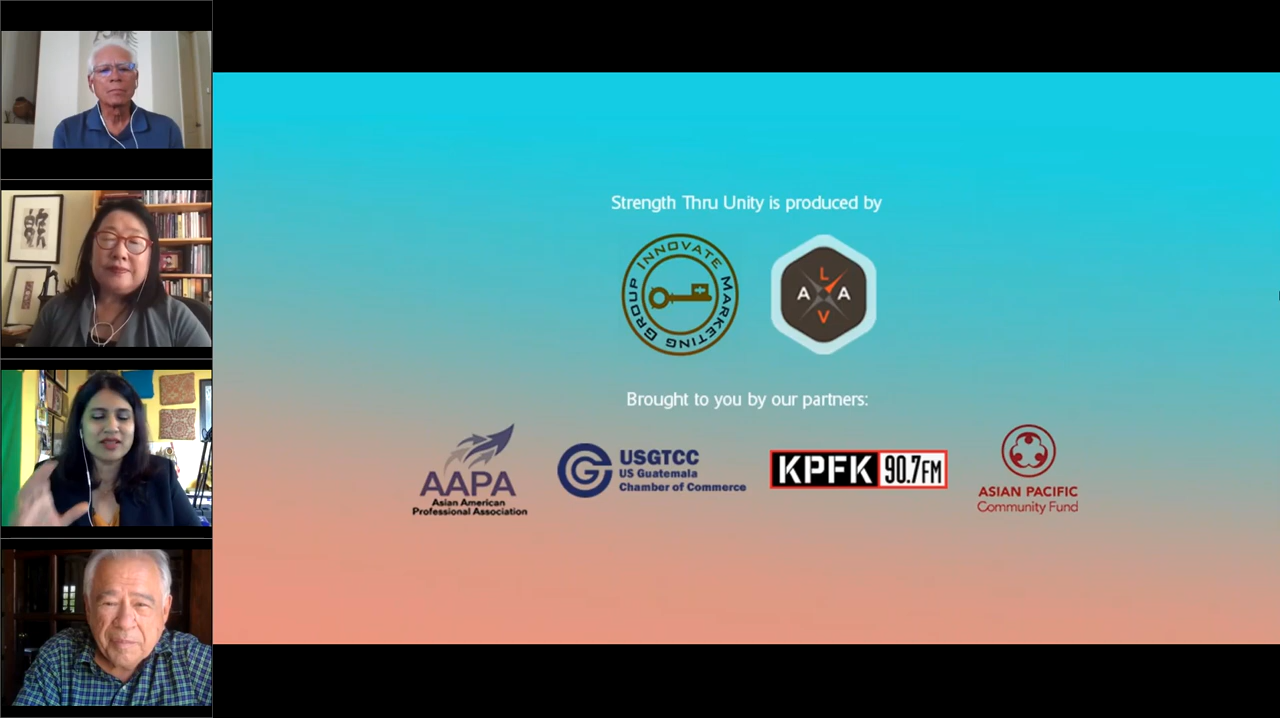 Strength Thru Unity is produced by
INNOVATE MARKETING GROUP
L
A A
V
Brought to you by our partners:
AAPA
Asian American
Professional Association
USGTCC
US Guatemala
Chamber of Commerce
KPFK 90.7FM
ASIAN PACIFIC
Community Fund